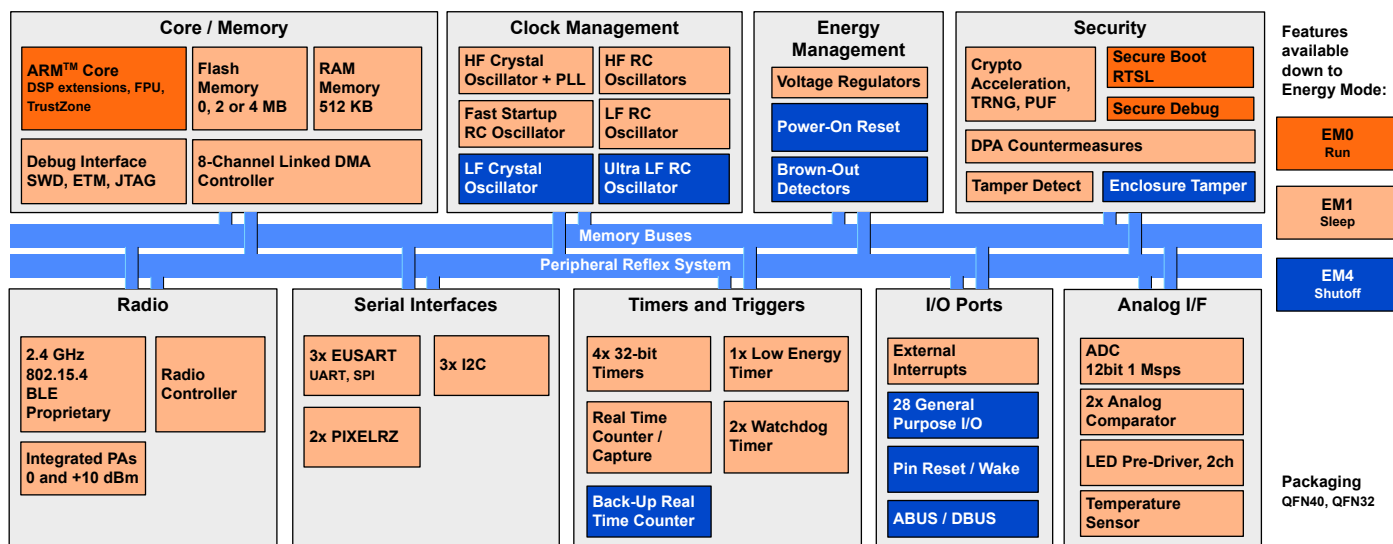 Core / Memory
ARM™ Core
DSP extensions, FPU,
TrustZone
Flash
Memory
0, 2 or 4 MB
RAM
Memory
512 KB
Debug Interface
SWD, ETM, JTAG
8-Channel Linked DMA
Controller
Clock Management
HF Crystal
Oscillator + PLL
HF RC
Oscillators
Fast Startup
RC Oscillator
LF RC
Oscillator
LF Crystal
Oscillator
Ultra LF RC
Oscillator
Energy
Management
Voltage Regulators
Power-On Reset
Brown-Out
Detectors
Security
Crypto
Acceleration,
TRNG, PUF
Secure Boot
RTSL
Secure Debug
DPA Countermeasures
Tamper Detect
Enclosure Tamper
Features
available
down to
Energy Mode:
EM0
Run
EM1
Sleep
EM4
Shutoff
Memory Buses
Peripheral Reflex System
Radio
2.4 GHz
802.15.4
BLE
Proprietary
Radio
Controller
Integrated PAs
0 and +10 dBm
Serial Interfaces
3x EUSART
UART, SPI
3x I2C
2x PIXELRZ
Timers and Triggers
4x 32-bit
Timers
1x Low Energy
Timer
Real Time
Counter /
Capture
2x Watchdog
Timer
Back-Up Real
Time Counter
I/O Ports
External
Interrupts
28 General
Purpose I/O
Pin Reset / Wake
ABUS / DBUS
Analog I/F
ADC
12bit 1 Msps
2x Analog
Comparator
LED Pre-Driver, 2ch
Temperature
Sensor
Packaging
QFN40, QFN32